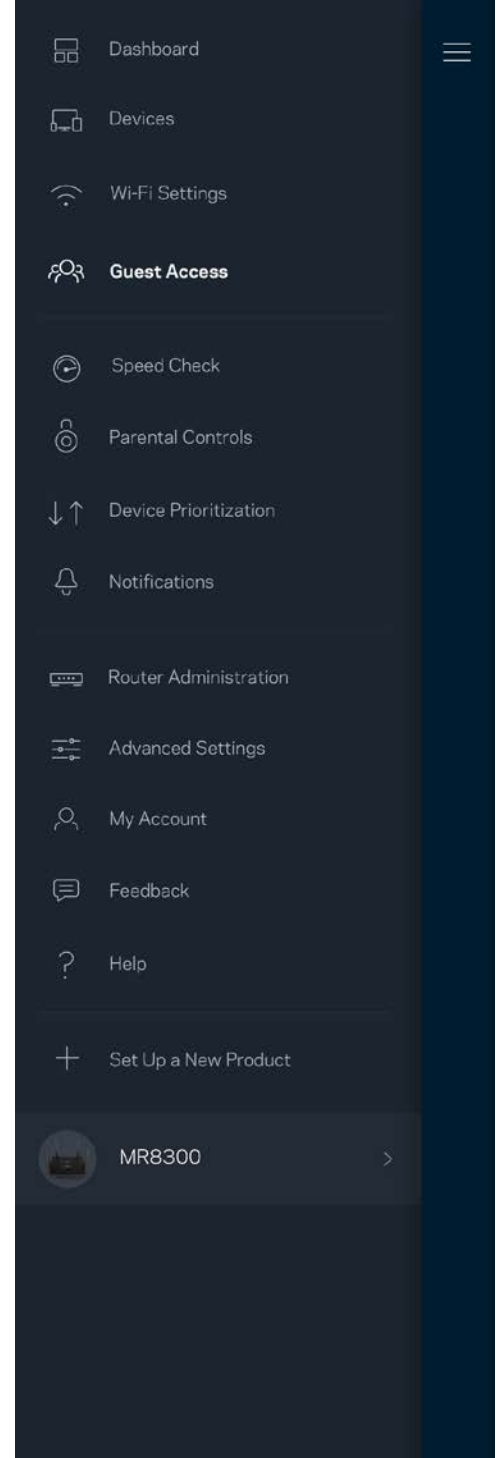 Dashboard
Devices
Wi-Fi Settings
Guest Access
Speed Check
Parental Controls
Device Prioritization
Notifications
Router Administration
Advanced Settings
My Account
Feedback
Help
Set Up a New Product
MR8300